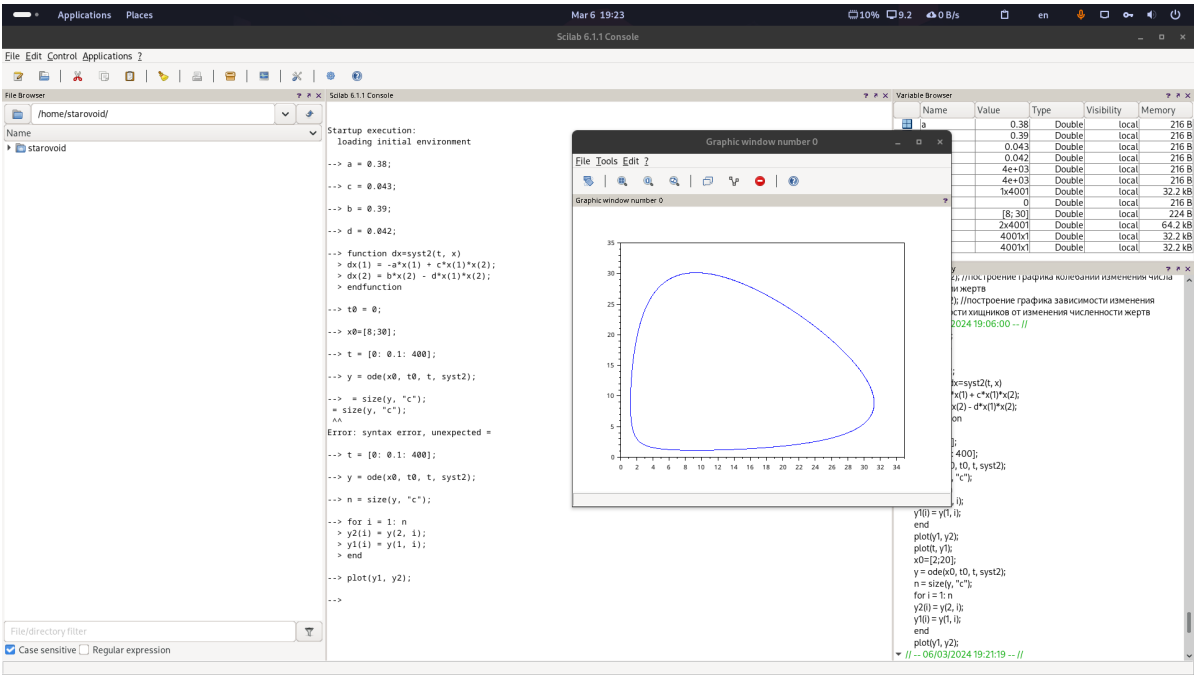 Applications Places Mar 6 19:23 10% 9.2 0 B/s en
Scilab 6.1.1 Console
File Edit Control Applications ?
File Browser
/home/starovoid/
Name
starovoid
File/directory filter
Case sensitive Regular expression
Scilab 6.1.1 Console
Startup execution:
loading initial environment
--> a = 0.38;
--> c = 0.043;
--> b = 0.39;
--> d = 0.042;
--> function dx=syst2(t, x)
> dx(1) = -a*x(1) + c*x(1)*x(2);
> dx(2) = b*x(2) - d*x(1)*x(2);
> endfunction
--> t0 = 0;
--> x0=[8;30];
--> t = [0: 0.1: 400];
--> y = ode(x0, t0, t, syst2);
-->  = size(y, "c");
= size(y, "c");
^^
Error: syntax error, unexpected =
--> t = [0: 0.1: 400];
--> y = ode(x0, t0, t, syst2);
--> n = size(y, "c");
--> for i = 1: n
> y2(i) = y(2, i);
> y1(i) = y(1, i);
> end
--> plot(y1, y2);
-->
Graphic window number 0
File Tools Edit ?
Graphic window number 0
35
30
25
20
15
10
5
0
0 2 4 6 8 10 12 14 16 18 20 22 24 26 28 30 32 34
Variable Browser
Name Value Type Visibility Memory
a 0.38 Double local 216 B
0.39 Double local 216 B
0.043 Double local 216 B
0.042 Double local 216 B
4e+03 Double local 216 B
4e+03 Double local 216 B
1x4001 Double local 32.2 kB
0 Double local 216 B
[8; 30] Double local 224 B
2x4001 Double local 64.2 kB
4001x1 Double local 32.2 kB
4001x1 Double local 32.2 kB
y
2); //построение графика колебаний изменения числа
и жертв
2); //построение графика зависимости изменения
сти хищников от изменения численности жертв
2024 19:06:00 -- //
;
;
dx=syst2(t, x)
*x(1) + c*x(1)*x(2);
x(2) - d*x(1)*x(2);
on
];
: 400];
0, t0, t, syst2);
, "c");
, i);
y1(i) = y(1, i);
end
plot(y1, y2);
plot(t, y1);
x0=[2;20];
y = ode(x0, t0, t, syst2);
n = size(y, "c");
for i = 1: n
y2(i) = y(2, i);
y1(i) = y(1, i);
end
plot(y1, y2);
// -- 06/03/2024 19:21:19 -- //